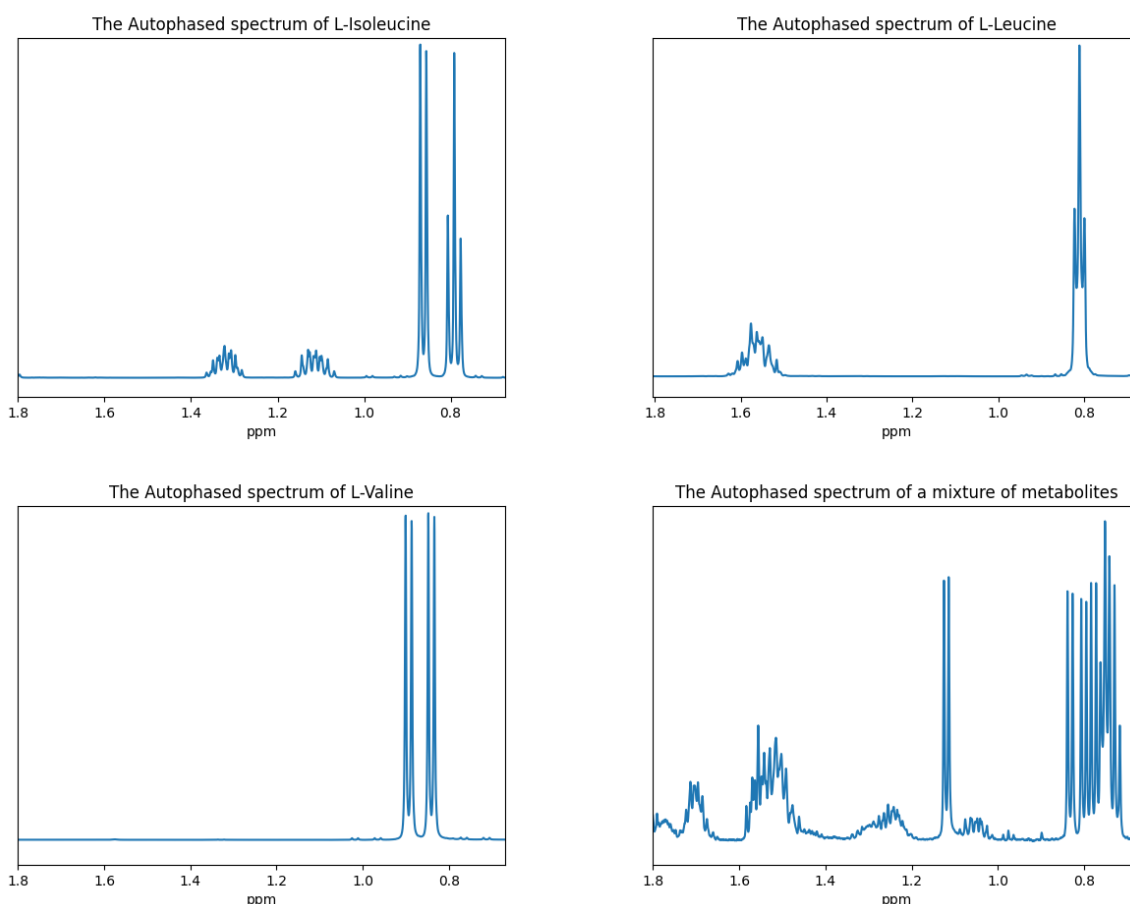 The Autophased spectrum of L-Isoleucine
1.8 1.6 1.4 1.2 1.0 0.8
ppm
The Autophased spectrum of L-Leucine
1.8 1.6 1.4 1.2 1.0 0.8
ppm
The Autophased spectrum of L-Valine
1.8 1.6 1.4 1.2 1.0 0.8
ppm
The Autophased spectrum of a mixture of metabolites
1.8 1.6 1.4 1.2 1.0 0.8
ppm